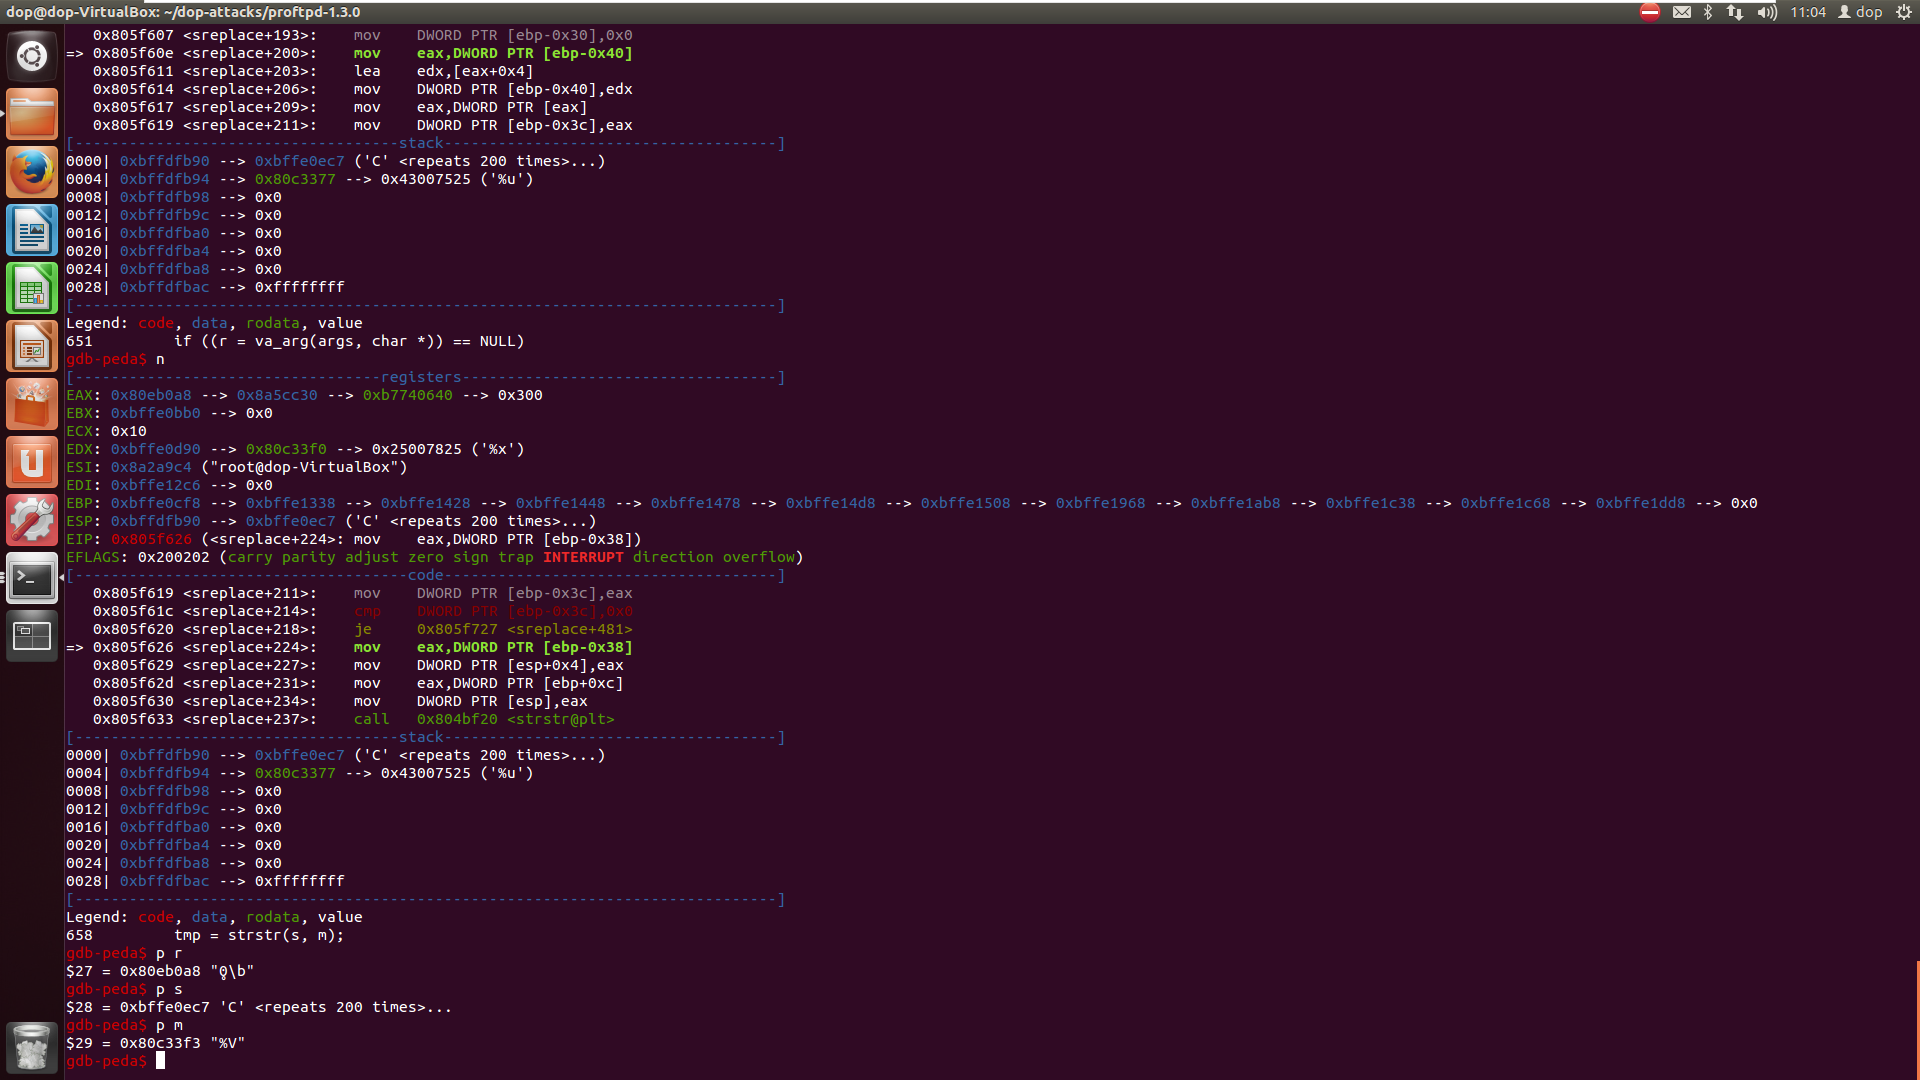 dop@dop-VirtualBox: ~/dop-attacks/proftpd-1.3.0 11:04 dop
0x805f607 <sreplace+193>: mov DWORD PTR [ebp-0x30],0x0
=> 0x805f60e <sreplace+200>: mov eax,DWORD PTR [ebp-0x40]
0x805f611 <sreplace+203>: lea edx,[eax+0x4]
0x805f614 <sreplace+206>: mov DWORD PTR [ebp-0x40],edx
0x805f617 <sreplace+209>: mov eax,DWORD PTR [eax]
0x805f619 <sreplace+211>: mov DWORD PTR [ebp-0x3c],eax
[------------------------------------stack-----------------------------------]
0000| 0xbffdfb90 --> 0xbffe0ec7 ('C' <repeats 200 times>...)
0004| 0xbffdfb94 --> 0x80c3377 --> 0x43007525 ('%u')
0008| 0xbffdfb98 --> 0x0
0012| 0xbffdfb9c --> 0x0
0016| 0xbffdfba0 --> 0x0
0020| 0xbffdfba4 --> 0x0
0024| 0xbffdfba8 --> 0x0
0028| 0xbffdfbac --> 0xffffffff
[------------------------------------------------------------------------------]
Legend: code, data, rodata, value
651 if ((r = va_arg(args, char *)) == NULL)
gdb-peda$ n
[----------------------------------registers-----------------------------------]
EAX: 0x80eb0a8 --> 0x8a5cc30 --> 0xb7740640 --> 0x300
EBX: 0xbffe0bb0 --> 0x0
ECX: 0x10
EDX: 0xbffe0d90 --> 0x80c33f0 --> 0x25007825 ('%x')
ESI: 0x8a2a9c4 ("root@dop-VirtualBox")
EDI: 0xbffe12c6 --> 0x0
EBP: 0xbffe0cf8 --> 0xbffe1338 --> 0xbffe1428 --> 0xbffe1448 --> 0xbffe1478 --> 0xbffe14d8 --> 0xbffe1508 --> 0xbffe1968 --> 0xbffe1ab8 --> 0xbffe1c38 --> 0xbffe1c68 --> 0xbffe1dd8 --> 0x0
ESP: 0xbffdfb90 --> 0xbffe0ec7 ('C' <repeats 200 times>...)
EIP: 0x805f626 (<sreplace+224>: mov eax,DWORD PTR [ebp-0x38])
EFLAGS: 0x200202 (carry parity adjust zero sign trap INTERRUPT direction overflow)
[-------------------------------------code-------------------------------------]
0x805f619 <sreplace+211>: mov DWORD PTR [ebp-0x3c],eax
0x805f61c <sreplace+214>: cmp DWORD PTR [ebp-0x3c],0x0
0x805f620 <sreplace+218>: je 0x805f727 <sreplace+481>
=> 0x805f626 <sreplace+224>: mov eax,DWORD PTR [ebp-0x38]
0x805f629 <sreplace+227>: mov DWORD PTR [esp+0x4],eax
0x805f62d <sreplace+231>: mov eax,DWORD PTR [ebp+0xc]
0x805f630 <sreplace+234>: mov DWORD PTR [esp],eax
0x805f633 <sreplace+237>: call 0x804bf20 <strstr@plt>
[------------------------------------stack-------------------------------------]
0000| 0xbffdfb90 --> 0xbffe0ec7 ('C' <repeats 200 times>...)
0004| 0xbffdfb94 --> 0x80c3377 --> 0x43007525 ('%u')
0008| 0xbffdfb98 --> 0x0
0012| 0xbffdfb9c --> 0x0
0016| 0xbffdfba0 --> 0x0
0020| 0xbffdfba4 --> 0x0
0024| 0xbffdfba8 --> 0x0
0028| 0xbffdfbac --> 0xffffffff
[------------------------------------------------------------------------------]
Legend: code, data, rodata, value
658 tmp = strstr(s, m);
gdb-peda$ p r
$27 = 0x80eb0a8 "0̥\b"
gdb-peda$ p s
$28 = 0xbffe0ec7 'C' <repeats 200 times>...
gdb-peda$ p m
$29 = 0x80c33f3 "%V"
gdb-peda$